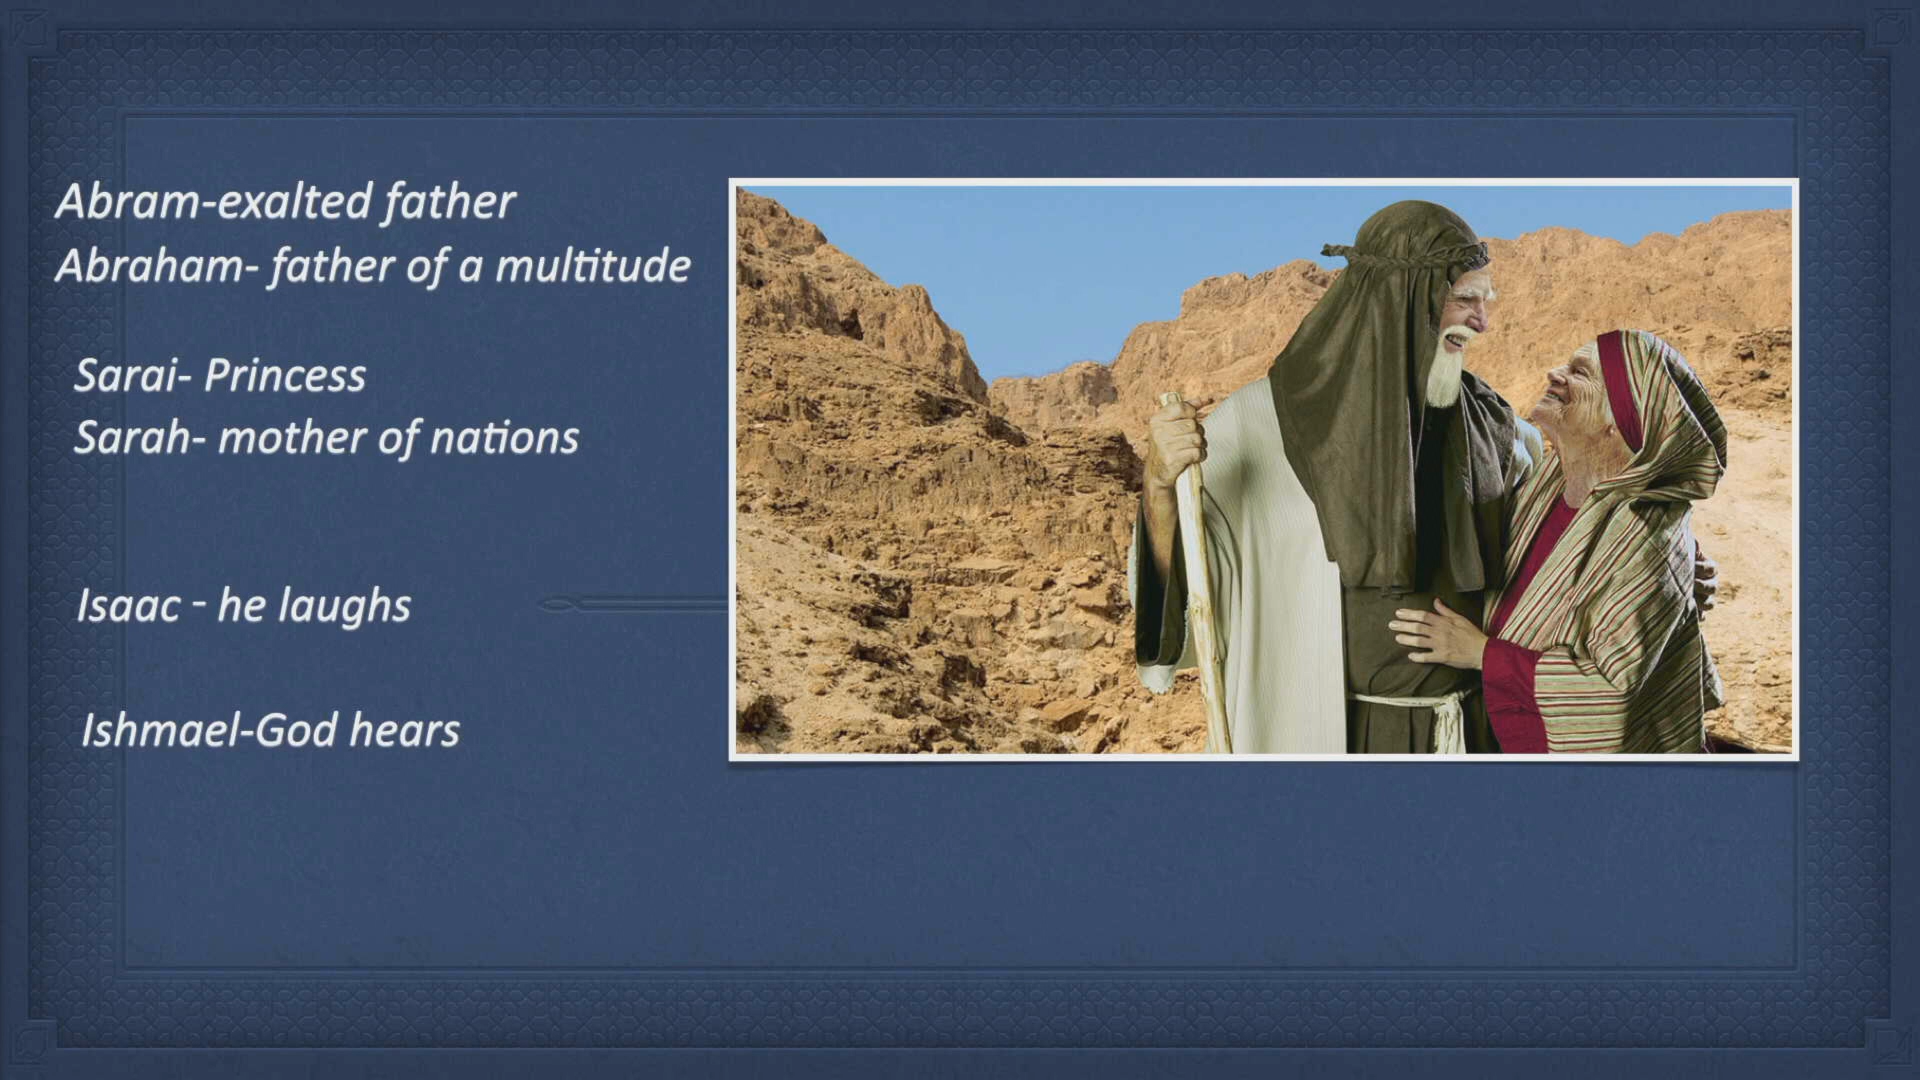 Abram-exalted father
Abraham- father of a multitude
Sarai- Princess
Sarah- mother of nations
Isaac - he laughs
Ishmael-God hears